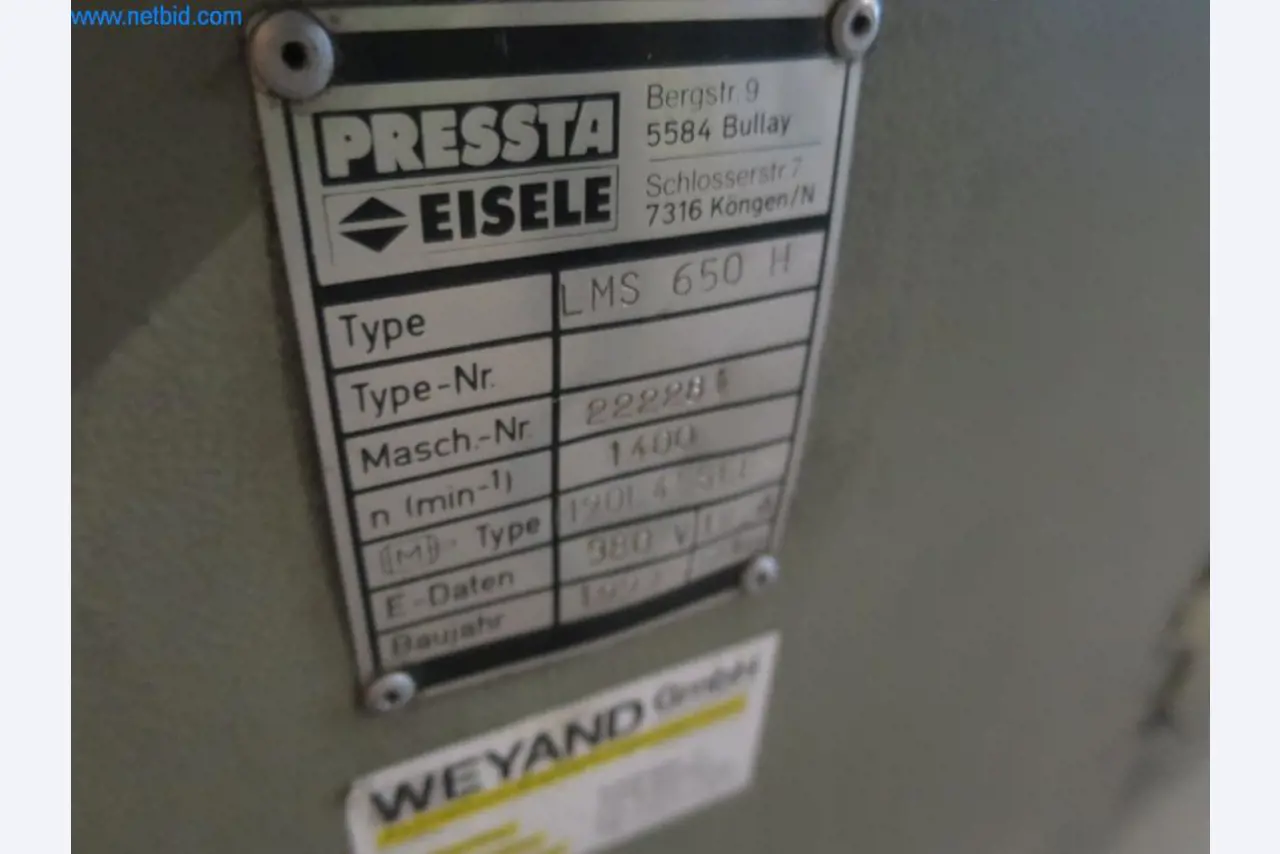 www.netbid.com
PRESSTA
EISELE
Bergstr. 9
5584 Bullay
Schlosserstr. 7
7316 Köngen/N
Type LMS 650 H
Type-Nr.
Masch.-Nr.
n (min-1) 1400
M Type
E-Daten 380 V
Baujahr
WEYAND GmbH